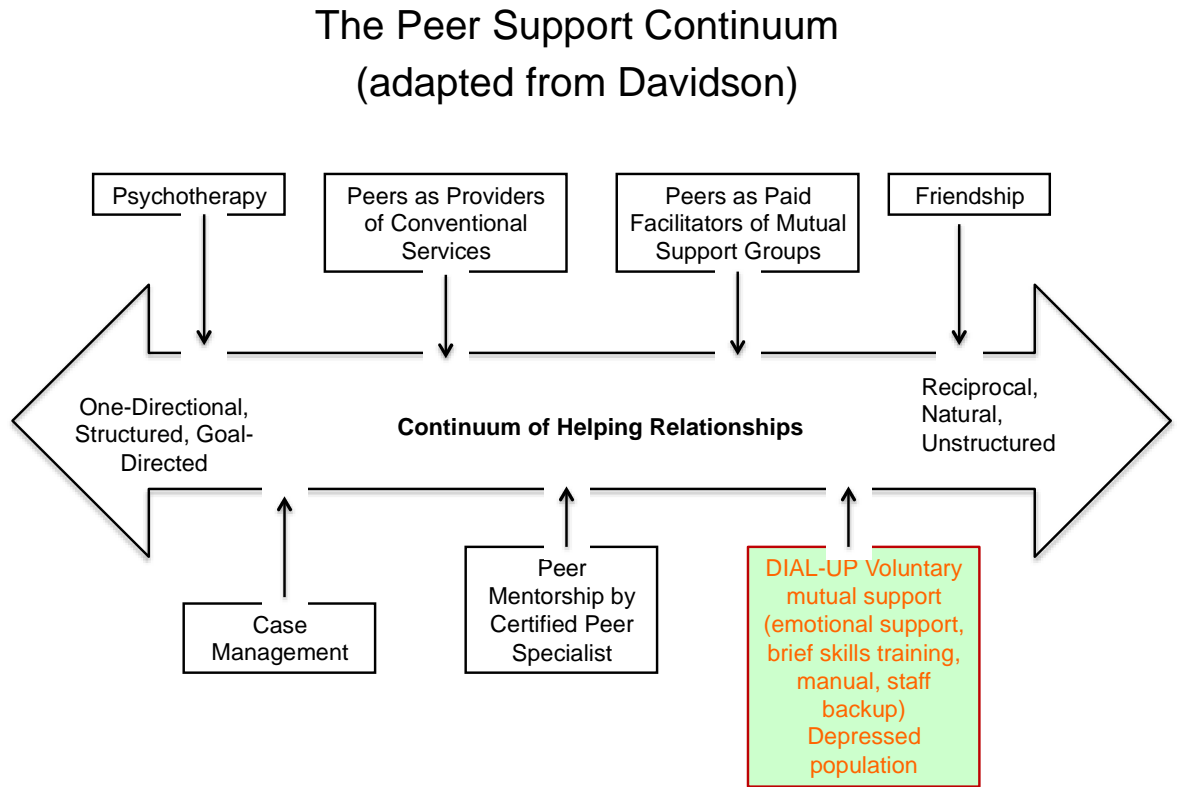 The Peer Support Continuum
(adapted from Davidson)
Psychotherapy
Peers as Providers
of Conventional
Services
Peers as Paid
Facilitators of Mutual
Support Groups
Friendship
One-Directional,
Structured, Goal-
Directed
Continuum of Helping Relationships
Reciprocal,
Natural,
Unstructured
Case
Management
Peer
Mentorship by
Certified Peer
Specialist
DIAL-UP Voluntary
mutual support
(emotional support,
brief skills training,
manual, staff
backup)
Depressed
population